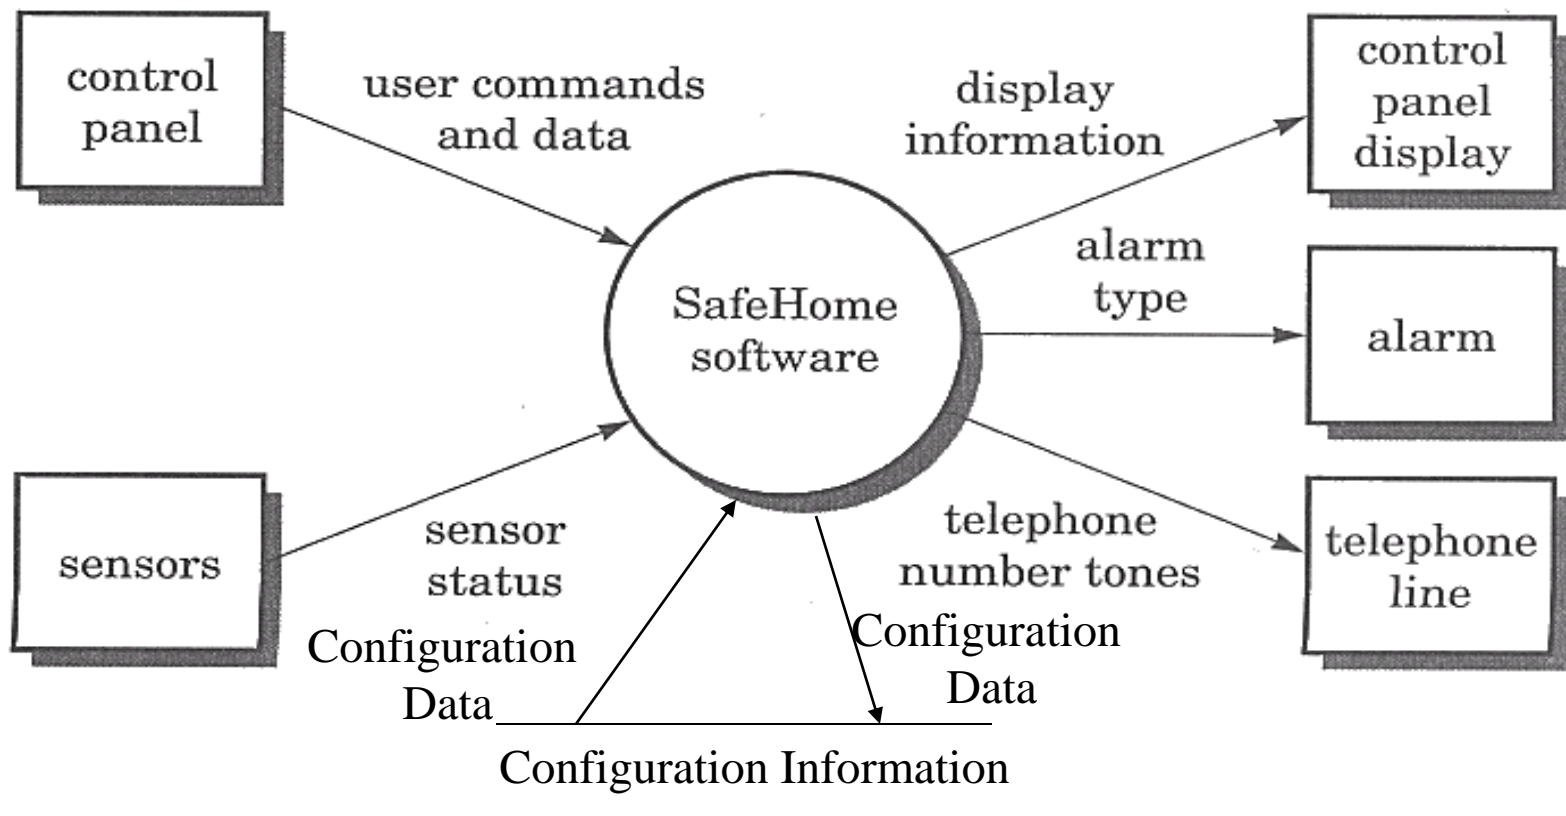 control
panel
user commands
and data
display
information
control
panel
display
SafeHome
software
alarm
type
alarm
sensors
sensor
status
telephone
number tones
telephone
line
Configuration
Data
Configuration
Data
Configuration Information